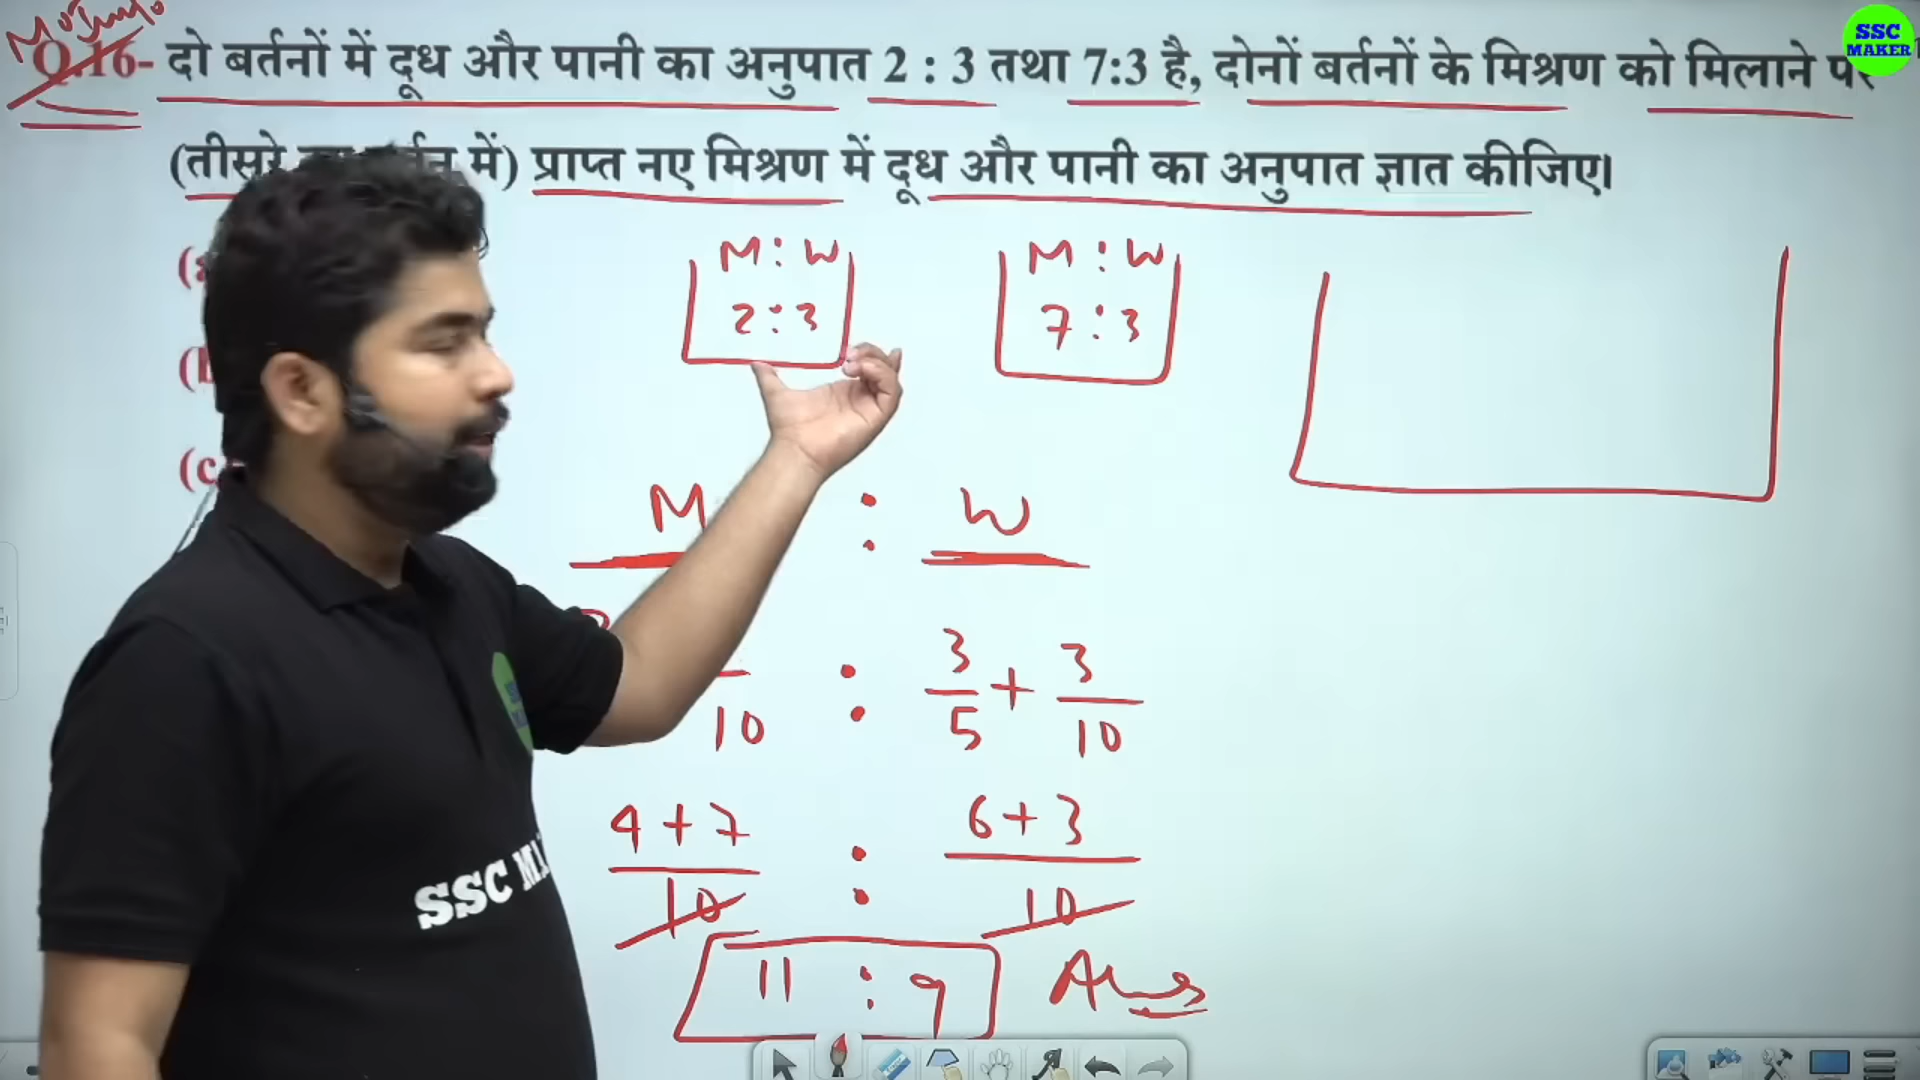 SSC
MAKER
Q.16- दो बर्तनों में दूध और पानी का अनुपात 2 : 3 तथा 7:3 है, दोनों बर्तनों के मिश्रण को मिलाने पर
(तीसरे में) प्राप्त नए मिश्रण में दूध और पानी का अनुपात ज्ञात कीजिए।
M : W
2 : 3
M : W
7 : 3
(c
M : W
10 : 3/5 + 3/10
4+7/10 : 6+3/10
11 : 9 Ans
SSC